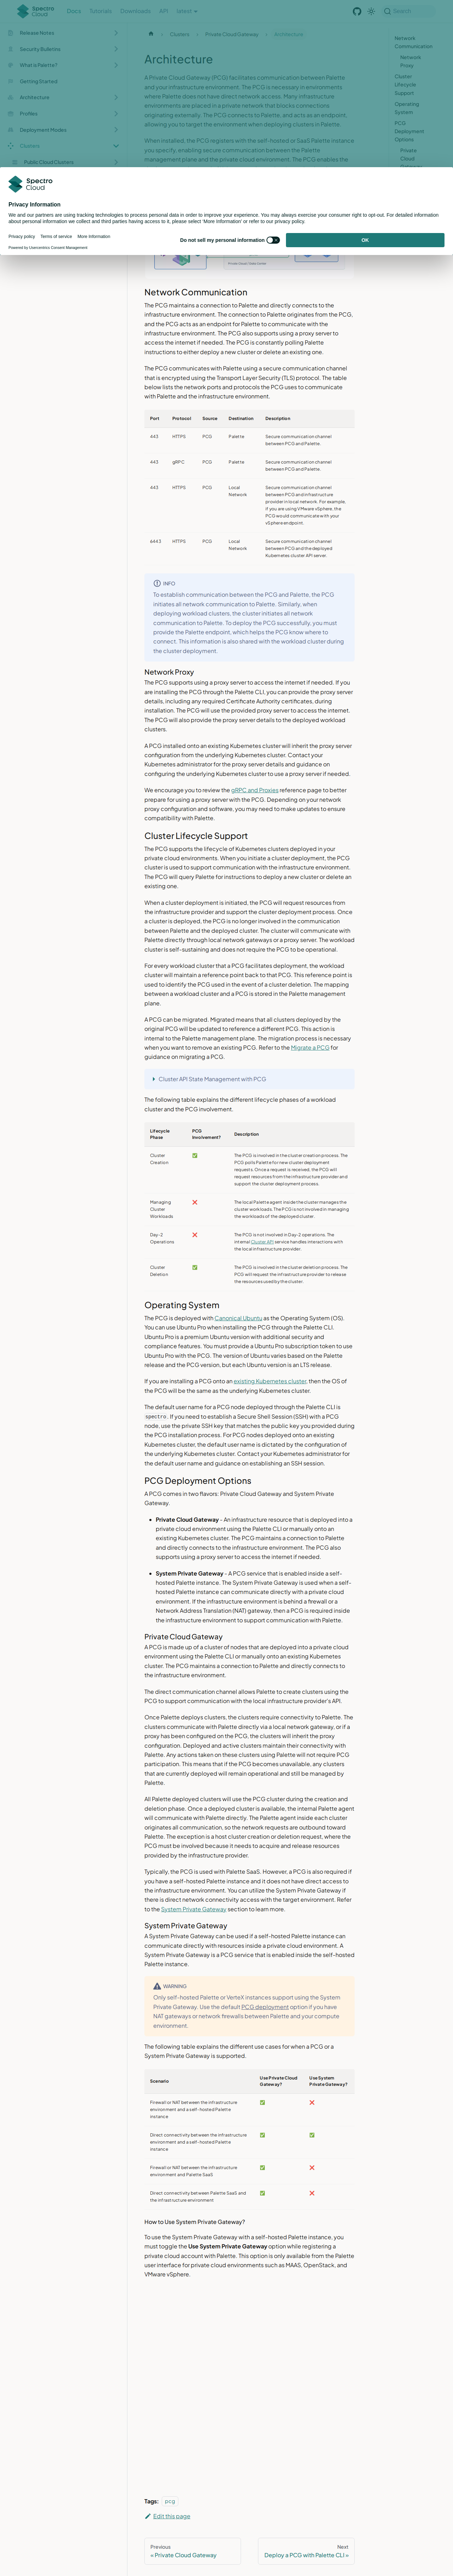 Spectro Cloud
Docs
Tutorials
Downloads
API
latest
Search
Release Notes
Security Bulletins
What is Palette?
Getting Started
Architecture
Profiles
Deployment Modes
Clusters
Public Cloud Clusters
Clusters
Private Cloud Gateway
Architecture
Architecture
A Private Cloud Gateway (PCG) facilitates communication between Palette and your private cloud environment. The PCG is necessary in environments where Palette does not have direct network access. Many infrastructure environments are placed in a private network that blocks connections originating externally. The PCG connects to Palette, acting as an endpoint, allowing you to target the environment when deploying clusters in Palette.
When installed, the PCG registers with the self-hosted or SaaS Palette instance you are presently using. The PCG enables secure communication between Palette and your private cloud environment. The PCG enables the
Network Communication
Network Proxy
Cluster Lifecycle Support
Operating System
PCG Deployment Options
Private Cloud
Spectro Cloud
Privacy Information
We and our partners are using tracking technologies to process personal data in order to improve your experience. You may always exercise your consumer right to opt-out. For detailed information about personal information we collect and third parties having access to it, please select 'More Information' or refer to our privacy policy.
Privacy policy
Terms of service
More Information
Powered by Usercentrics Consent Management
Do not sell my personal information
OK
Network Communication
The PCG maintains a connection to Palette and directly connects to the infrastructure environment. The connection to Palette originates from the PCG, and the PCG acts as an endpoint for Palette to communicate with the infrastructure environment. The PCG also supports using a proxy server to access the internet if needed. The PCG is constantly polling Palette instructions to either deploy a new cluster or delete an existing one.
The PCG communicates with Palette using a secure communication channel that is encrypted using the Transport Layer Security (TLS) protocol. The table below lists the network ports and protocols the PCG uses to communicate with Palette and the infrastructure environment.
Port Protocol Source Destination Description
443 HTTPS PCG Palette Secure communication channel between PCG and Palette.
443 gRPC PCG Palette Secure communication channel between PCG and Palette.
443 HTTPS PCG Local Network Secure communication channel between PCG and infrastructure provider in local network. For example, if you are using VMware vSphere, the PCG would communicate with your vSphere endpoint.
6443 HTTPS PCG Local Network Secure communication channel between PCG and the deployed Kubernetes cluster API server.
INFO
To establish communication between the PCG and Palette, the PCG initiates all network communication to Palette. Similarly, when deploying workload clusters, the cluster initiates all network communication to Palette. To deploy the PCG successfully, you must provide the Palette endpoint, which helps the PCG know where to connect. This information is also shared with the workload cluster during the cluster deployment.
Network Proxy
The PCG supports using a proxy server to access the internet if needed. If you are installing the PCG through the Palette CLI, you can provide the proxy server details, including any required Certificate Authority certificates, during installation. The PCG will use the provided proxy server to access the internet. The PCG will also provide the proxy server details to the deployed workload clusters.
A PCG installed onto an existing Kubernetes cluster will inherit the proxy server configuration from the underlying Kubernetes cluster. Contact your Kubernetes administrator for the proxy server details and guidance on configuring the underlying Kubernetes cluster to use a proxy server if needed.
We encourage you to review the gRPC and Proxies reference page to better prepare for using a proxy server with the PCG. Depending on your network proxy configuration and software, you may need to make updates to ensure compatibility with Palette.
Cluster Lifecycle Support
The PCG supports the lifecycle of Kubernetes clusters deployed in your private cloud environments. When you initiate a cluster deployment, the PCG cluster is used to support communication with the infrastructure environment. The PCG will query Palette for instructions to deploy a new cluster or delete an existing one.
When a cluster deployment is initiated, the PCG will request resources from the infrastructure provider and support the cluster deployment process. Once a cluster is deployed, the PCG is no longer involved in the communication between Palette and the deployed cluster. The cluster will communicate with Palette directly through local network gateways or a proxy server. The workload cluster is self-sustaining and does not require the PCG to be operational.
For every workload cluster that a PCG facilitates deployment, the workload cluster will maintain a reference point back to that PCG. This reference point is used to identify the PCG used in the event of a cluster deletion. The mapping between a workload cluster and a PCG is stored in the Palette management plane.
A PCG can be migrated. Migrated means that all clusters deployed by the original PCG will be updated to reference a different PCG. This action is internal to the Palette management plane. The migration process is necessary when you want to remove an existing PCG. Refer to the Migrate a PCG for guidance on migrating a PCG.
Cluster API State Management with PCG
The following table explains the different lifecycle phases of a workload cluster and the PCG involvement.
Lifecycle Phase PCG Involvement? Description
Cluster Creation ✅ The PCG is involved in the cluster creation process. The PCG polls Palette for new cluster deployment requests. Once a request is received, the PCG will request resources from the infrastructure provider and support the cluster deployment process.
Managing Cluster Workloads ❌ The local Palette agent inside the cluster manages the cluster workloads. The PCG is not involved in managing the workloads of the deployed cluster.
Day-2 Operations ❌ The PCG is not involved in Day-2 operations. The internal Cluster API service handles interactions with the local infrastructure provider.
Cluster Deletion ✅ The PCG is involved in the cluster deletion process. The PCG will request the infrastructure provider to release the resources used by the cluster.
Operating System
The PCG is deployed with Canonical Ubuntu as the Operating System (OS). You can use Ubuntu Pro when installing the PCG through the Palette CLI. Ubuntu Pro is a premium Ubuntu version with additional security and compliance features. You must provide a Ubuntu Pro subscription token to use Ubuntu Pro with the PCG. The version of Ubuntu varies based on the Palette release and the PCG version, but each Ubuntu version is an LTS release.
If you are installing a PCG onto an existing Kubernetes cluster, then the OS of the PCG will be the same as the underlying Kubernetes cluster.
The default user name for a PCG node deployed through the Palette CLI is spectro. If you need to establish a Secure Shell Session (SSH) with a PCG node, use the private SSH key that matches the public key you provided during the PCG installation process. For PCG nodes deployed onto an existing Kubernetes cluster, the default user name is dictated by the configuration of the underlying Kubernetes cluster. Contact your Kubernetes administrator for the default user name and guidance on establishing an SSH session.
PCG Deployment Options
A PCG comes in two flavors: Private Cloud Gateway and System Private Gateway.
Private Cloud Gateway - An infrastructure resource that is deployed into a private cloud environment using the Palette CLI or manually onto an existing Kubernetes cluster. The PCG maintains a connection to Palette and directly connects to the infrastructure environment. The PCG also supports using a proxy server to access the internet if needed.
System Private Gateway - A PCG service that is enabled inside a self-hosted Palette instance. The System Private Gateway is used when a self-hosted Palette instance can communicate directly with a private cloud environment. If the infrastructure environment is behind a firewall or a Network Address Translation (NAT) gateway, then a PCG is needed inside the infrastructure environment to support communication with Palette.
Private Cloud Gateway
A PCG is made up of a cluster of nodes that are deployed into a private cloud environment using the Palette CLI or manually onto an existing Kubernetes cluster. The PCG maintains a connection to Palette and directly connects to the infrastructure environment.
The direct communication channel allows Palette to create clusters using the PCG to support communication with the local infrastructure provider's API.
Once Palette deploys clusters, the clusters require connectivity to Palette. The clusters communicate with Palette directly via a local network gateway, or if a proxy has been configured on the PCG, the clusters will inherit the proxy configuration. Deployed and active clusters maintain their connectivity with Palette. Any actions taken on these clusters using Palette will not require PCG participation. This means that if the PCG becomes unavailable, any clusters that are currently deployed will remain operational and still be managed by Palette.
All Palette deployed clusters will use the PCG cluster during the creation and deletion phase. Once a deployed cluster is available, the internal Palette agent will communicate with Palette directly. The Palette agent inside each cluster originates all communication, so the network requests are outbound toward Palette. The exception is a host cluster creation or deletion request, where the PCG must be involved because it needs to acquire and release resources provided by the infrastructure provider.
Typically, the PCG is used with Palette SaaS. However, a PCG is also required if you have a self-hosted Palette instance and it does not have direct access to the infrastructure environment. You can utilize the System Private Gateway if there is direct network connectivity access with the target environment. Refer to the System Private Gateway section to learn more.
System Private Gateway
A System Private Gateway can be used if a self-hosted Palette instance can communicate directly with resources inside a private cloud environment. A System Private Gateway is a PCG service that is enabled inside the self-hosted Palette instance.
WARNING
Only self-hosted Palette or VerteX instances support using the System Private Gateway. Use the default PCG deployment option if you have NAT gateways or network firewalls between Palette and your compute environment.
The following table explains the different use cases for when a PCG or a System Private Gateway is supported.
Scenario Use Private Cloud Gateway? Use System Private Gateway?
Firewall or NAT between the infrastructure environment and a self-hosted Palette instance ✅ ❌
Direct connectivity between the infrastructure environment and a self-hosted Palette instance ✅ ✅
Firewall or NAT between the infrastructure environment and Palette SaaS ✅ ❌
Direct connectivity between Palette SaaS and the infrastructure environment ✅ ❌
How to Use System Private Gateway?
To use the System Private Gateway with a self-hosted Palette instance, you must toggle the Use System Private Gateway option while registering a private cloud account with Palette. This option is only available from the Palette user interface for private cloud environments such as MAAS, OpenStack, and VMware vSphere.
Tags: pcg
Edit this page
Previous
« Private Cloud Gateway
Next
Deploy a PCG with Palette CLI »